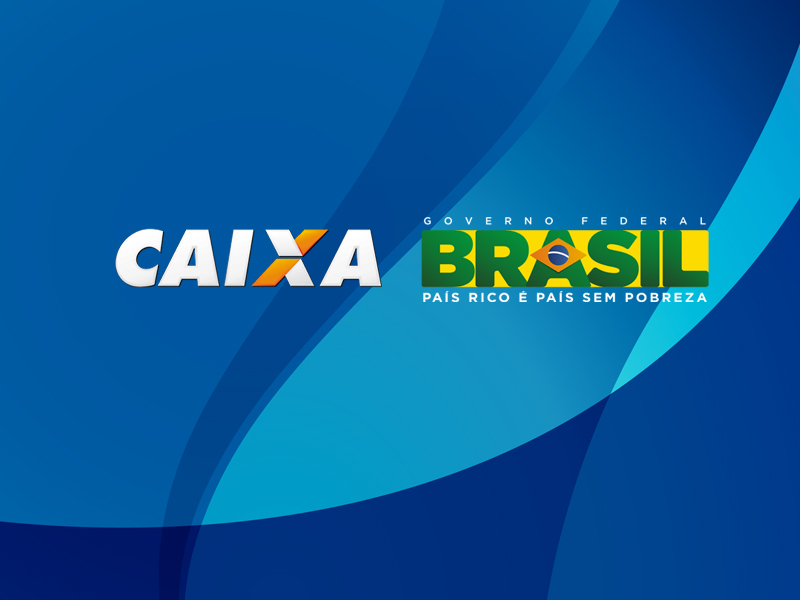 CAIXA
GOVERNO FEDERAL
BRASIL
PAÍS RICO É PAÍS SEM POBREZA